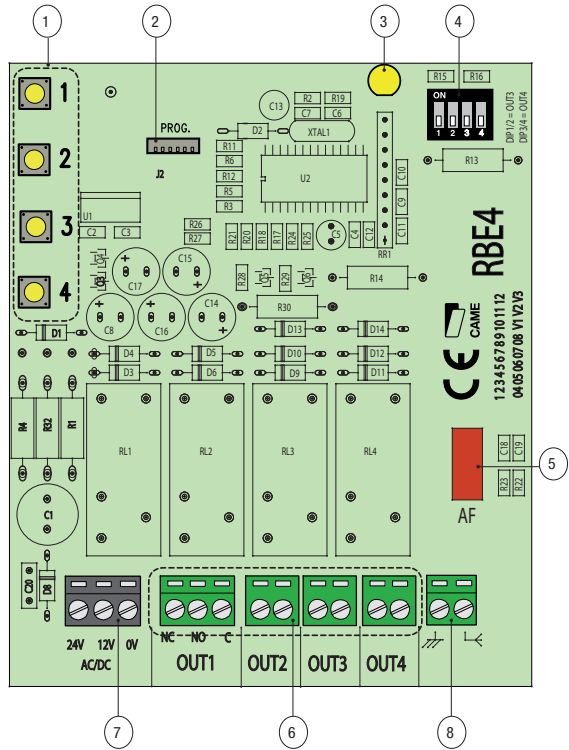 1
2
3
4
1
2
3
4
PROG.
J2
C13
R2
R19
C7
C6
D2
XTAL1
R11
R6
R12
R5
R3
U2
R15
R16
ON
1 2 3 4
DIP1/2 = OUT3
DIP3/4 = OUT4
R13
C10
C9
C11
RR1
U1
C2
C3
R26
R27
R21
R20
R18
R17
R24
R25
C5
C4
C12
C17
C15
R28
R29
R14
C8
C16
C14
R30
RBE4
CE
CAME
1 2 3 4 5 6 7 8 9 10 11 12
04 05 06 07 08 V1 V2 V3
D1
D4
D5
D13
D14
D10
D12
D3
D6
D9
D11
R4
R32
R1
RL1
RL2
RL3
RL4
C18
C19
R23
R22
5
AF
C1
C20
D8
24V 12V 0V
AC/DC
NC NO C
OUT1
OUT2
OUT3
OUT4
7
6
8